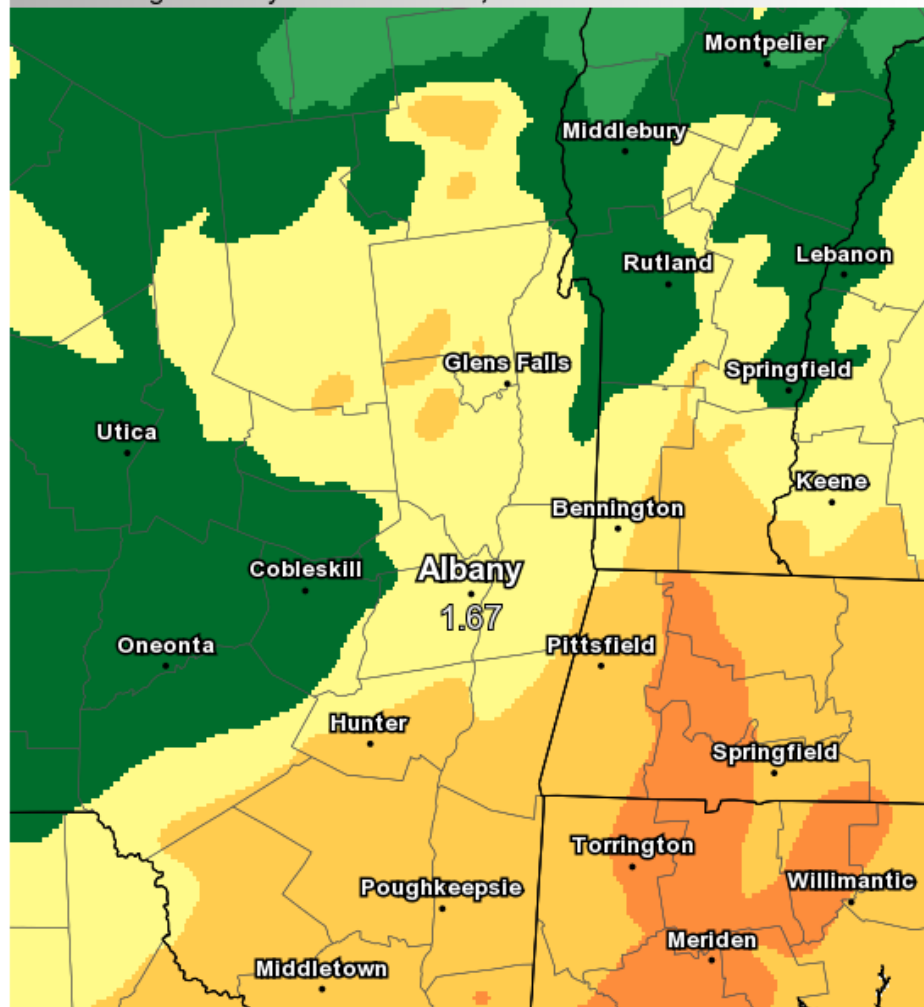 Montpelier
Middlebury
Rutland
Lebanon
Glens Falls
Springfield
Utica
Keene
Bennington
Cobleskill
Albany
1.67
Oneonta
Pittsfield
Hunter
Springfield
Torrington
Willimantic
Poughkeepsie
Meriden
Middletown